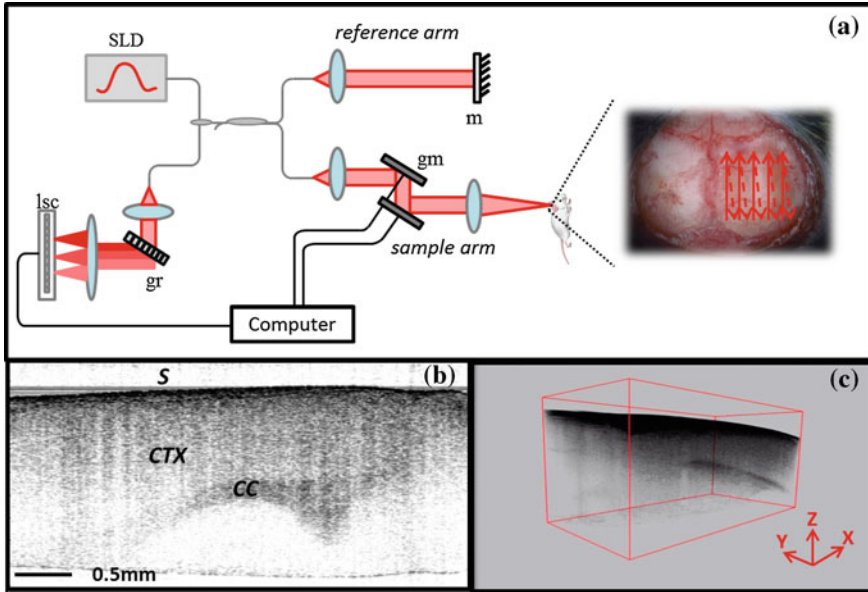 (a)
SLD
reference arm
m
gm
lsc
gr
sample arm
Computer
(b)
S
CTX
CC
0.5mm
(c)
Z
Y
X